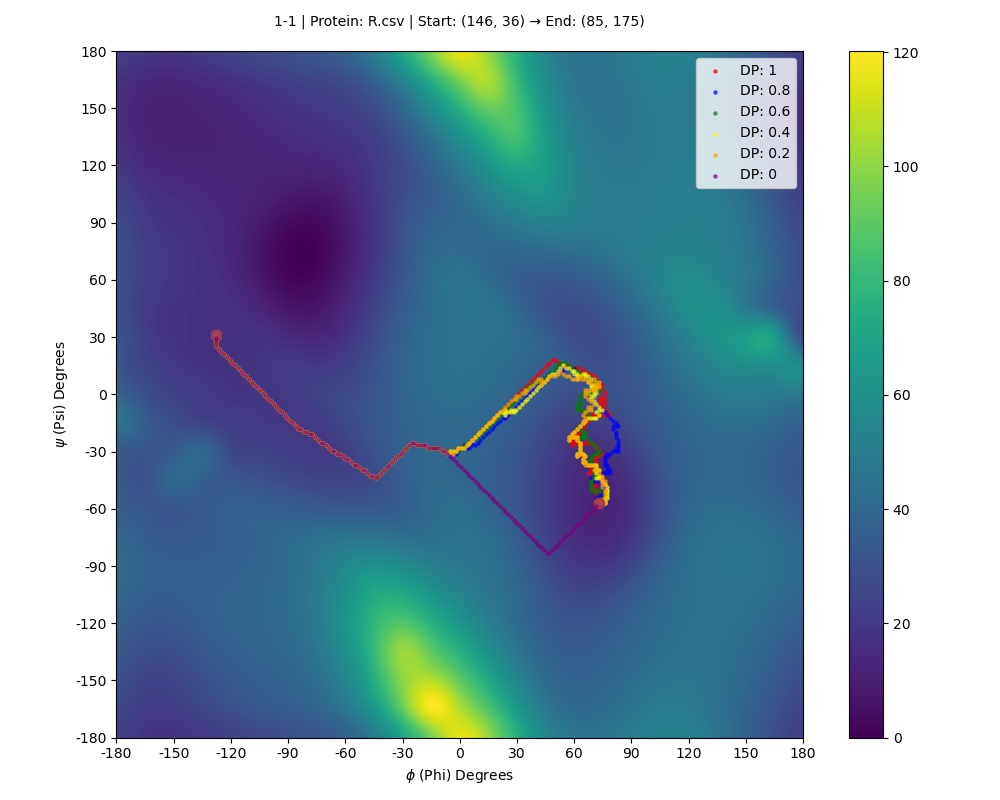 1-1 | Protein: R.csv | Start: (146, 36) → End: (85, 175)
DP: 1
DP: 0.8
DP: 0.6
DP: 0.4
DP: 0.2
DP: 0
180
150
120
90
60
30
0
-30
-60
-90
-120
-150
-180
ψ (Psi) Degrees
-180 -150 -120 -90 -60 -30 0 30 60 90 120 150 180
ϕ (Phi) Degrees
120
100
80
60
40
20
0